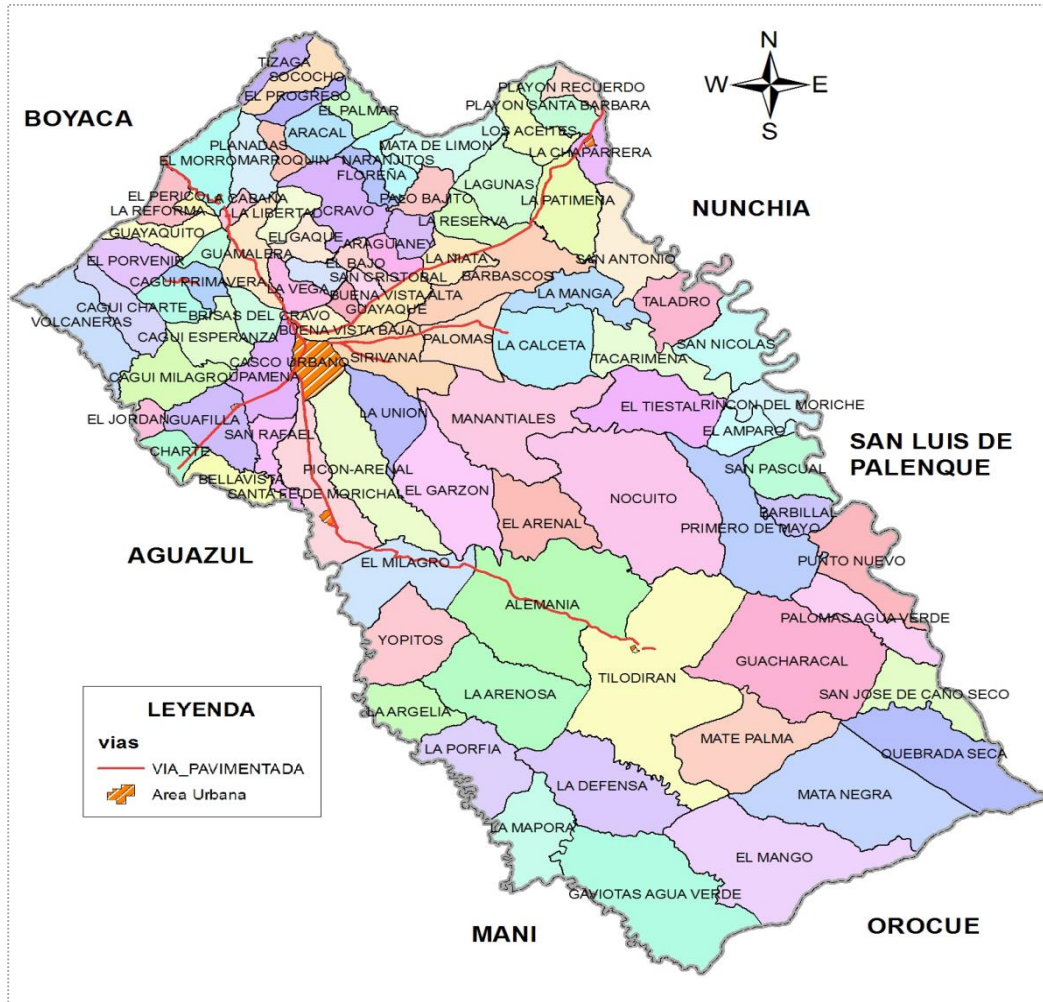 N
W E
S
BOYACA
NUNCHIA
SAN LUIS DE
PALENQUE
AGUAZUL
MANI
OROCUE
TIZAGA
SOCOCHO
EL PROGRESO
EL PALMAR
PLAYON RECUERDO
PLAYON SANTA BARBARA
LOS ACEITES
LA CHAPARRERA
PLANADAS
ARACAL
MATA DE LIMON
EL MORRO
MARROQUIN
NARANJITOS
FLOREÑA
LAGUNAS
LA PATIMEÑA
EL PERICO
LA CABAÑA
PALO BAJITO
LA REFORMA
LA LIBERTAD
CRAVO
LA RESERVA
GUAYAQUITO
EL GAQUE
ARAGUANEY
GUAMALERA
EL BAJO
LA NIATA
SAN ANTONIO
EL PORVENIR
CAGUI PRIMAVERA
LA VEGA
SAN CRISTOBAL
BARBASCOS
BUENA VISTA ALTA
LA MANGA
TALADRO
CAGUI CHARTE
GUAYAQUE
VOLCANERAS
BRISAS DEL CRAVO
BUENA VISTA BAJA
CAGUI ESPERANZA
PALOMAS
LA CALCETA
SAN NICOLAS
CASCO URBANO
SIRIVANA
TACARIMENA
CAGUI MILAGRO
UPAMENA
EL JORDAN
GUAFILLA
LA UNION
MANANTIALES
EL TIESTAL
RINCON DEL MORICHE
EL AMPARO
SAN RAFAEL
CHARTE
PICON-ARENAL
SAN PASCUAL
BELLAVISTA
SANTA FE DE MORICHAL
EL GARZON
NOCUITO
BARBILLAL
EL ARENAL
PRIMERO DE MAYO
PUNTO NUEVO
EL MILAGRO
ALEMANIA
PALOMAS AGUA VERDE
YOPITOS
GUACHARACAL
TILODIRAN
LA ARENOSA
SAN JOSE DE CAÑO SECO
LA ARGELIA
LA PORFIA
MATE PALMA
QUEBRADA SECA
LA DEFENSA
MATA NEGRA
LA MAPORA
EL MANGO
GAVIOTAS AGUA VERDE
LEYENDA
vias
VIA_PAVIMENTADA
Area Urbana